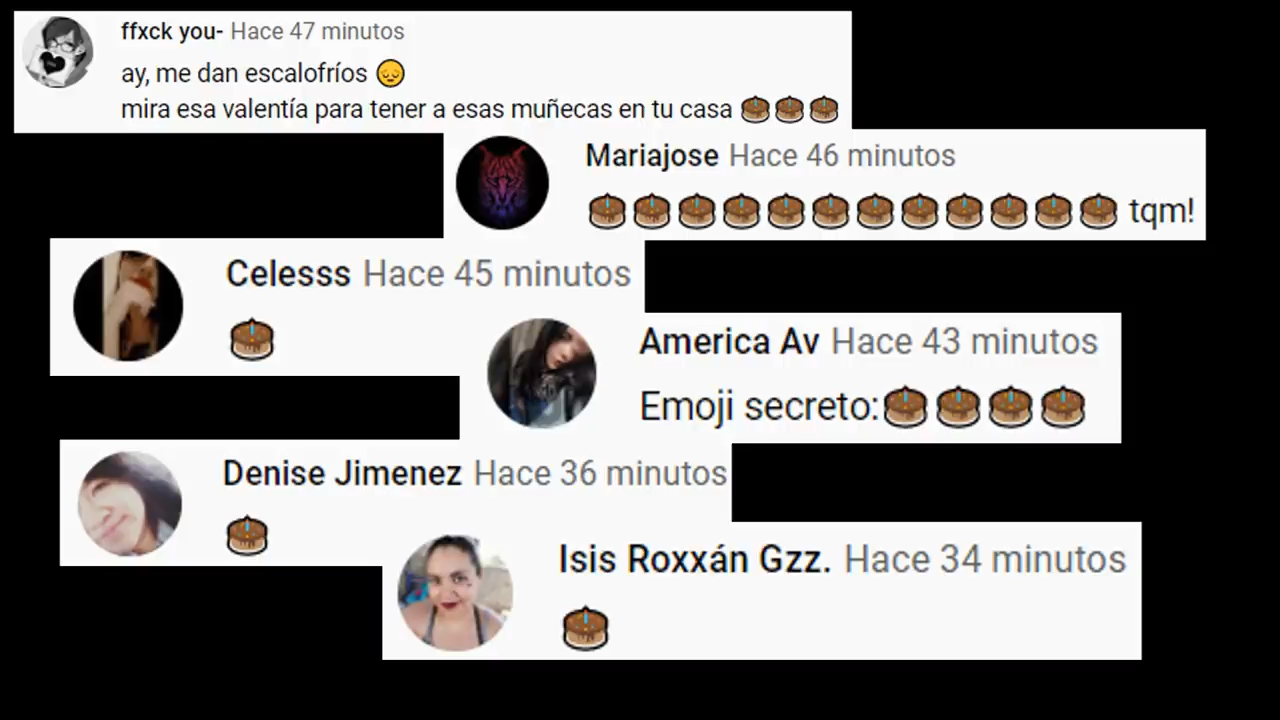 ffxck you- Hace 47 minutos
ay, me dan escalofríos 😞
mira esa valentía para tener a esas muñecas en tu casa 🎂🎂🎂
Mariajose Hace 46 minutos
🎂🎂🎂🎂🎂🎂🎂🎂🎂🎂🎂🎂 tqm!
Celesss Hace 45 minutos
🎂
America Av Hace 43 minutos
Emoji secreto:🎂🎂🎂🎂
Denise Jimenez Hace 36 minutos
🎂
Isis Roxxán Gzz. Hace 34 minutos
🎂